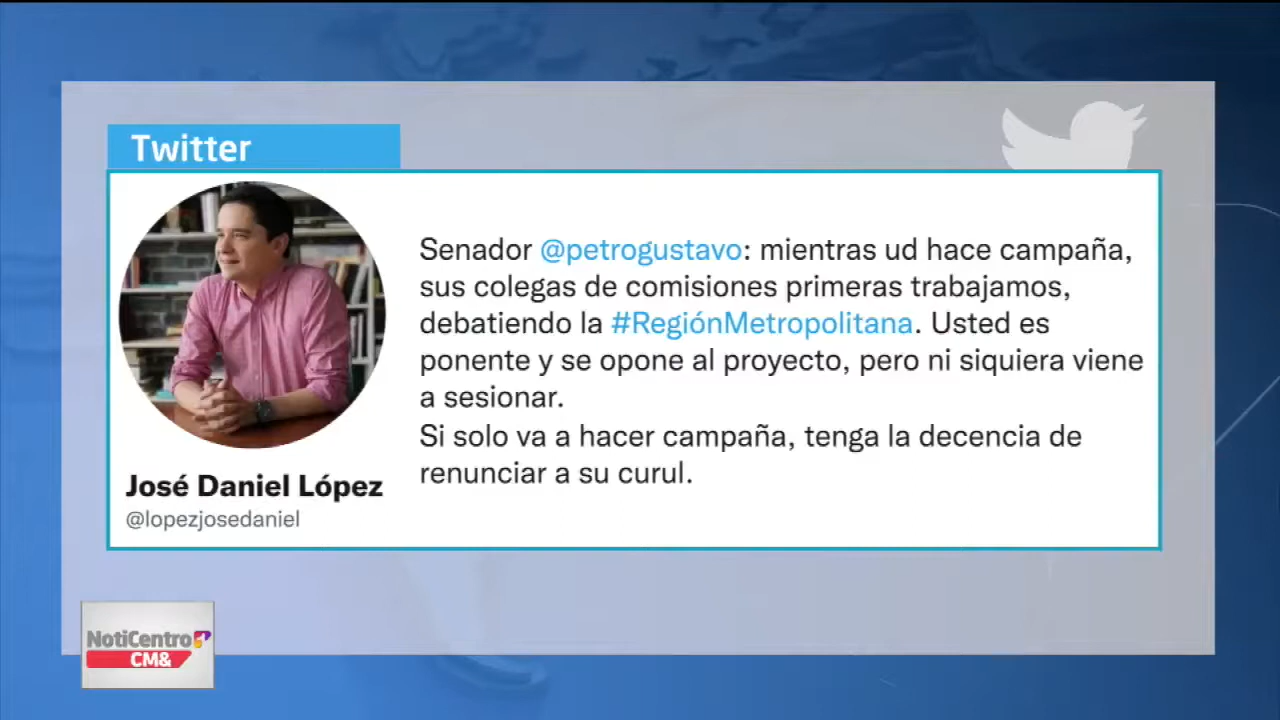 Twitter
Senador @petrogustavo: mientras ud hace campaña,
sus colegas de comisiones primeras trabajamos,
debatiendo la #RegiónMetropolitana. Usted es
ponente y se opone al proyecto, pero ni siquiera viene
a sesionar.
Si solo va a hacer campaña, tenga la decencia de
renunciar a su curul.
José Daniel López
@lopezjosedaniel
NotiCentro 1
CM&